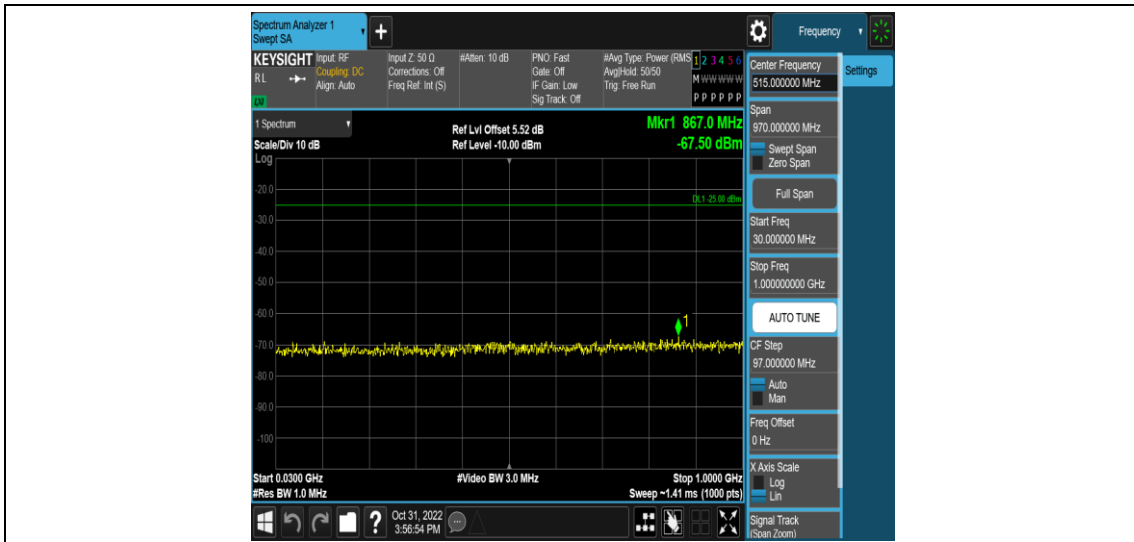 Spectrum Analyzer 1
Swept SA
+
Frequency
KEYSIGHT
RL
LXI
Input: RF
Coupling: DC
Align: Auto
Input Z: 50 Ω
Corrections: Off
Freq Ref: Int (S)
#Atten: 10 dB
PNO: Fast
Gate: Off
IF Gain: Low
Sig Track: Off
#Avg Type: Power (RMS
Avg|Hold: 50/50
Trig: Free Run
1 2 3 4 5 6
M W W W W W
P P P P P P
1 Spectrum
Scale/Div 10 dB
Log
Ref Lvl Offset 5.52 dB
Ref Level -10.00 dBm
Mkr1 867.0 MHz
-67.50 dBm
DL1 -25.00 dBm
-20.0
-30.0
-40.0
-50.0
-60.0
-70.0
-80.0
-90.0
-100
1
Start 0.0300 GHz
#Res BW 1.0 MHz
#Video BW 3.0 MHz
Stop 1.0000 GHz
Sweep ~1.41 ms (1000 pts)
Center Frequency
515.000000 MHz
Settings
Span
970.000000 MHz
Swept Span
Zero Span
Full Span
Start Freq
30.000000 MHz
Stop Freq
1.000000000 GHz
AUTO TUNE
CF Step
97.000000 MHz
Auto
Man
Freq Offset
0 Hz
X Axis Scale
Log
Lin
Signal Track
(Span Zoom)
?
Oct 31, 2022
3:56:54 PM